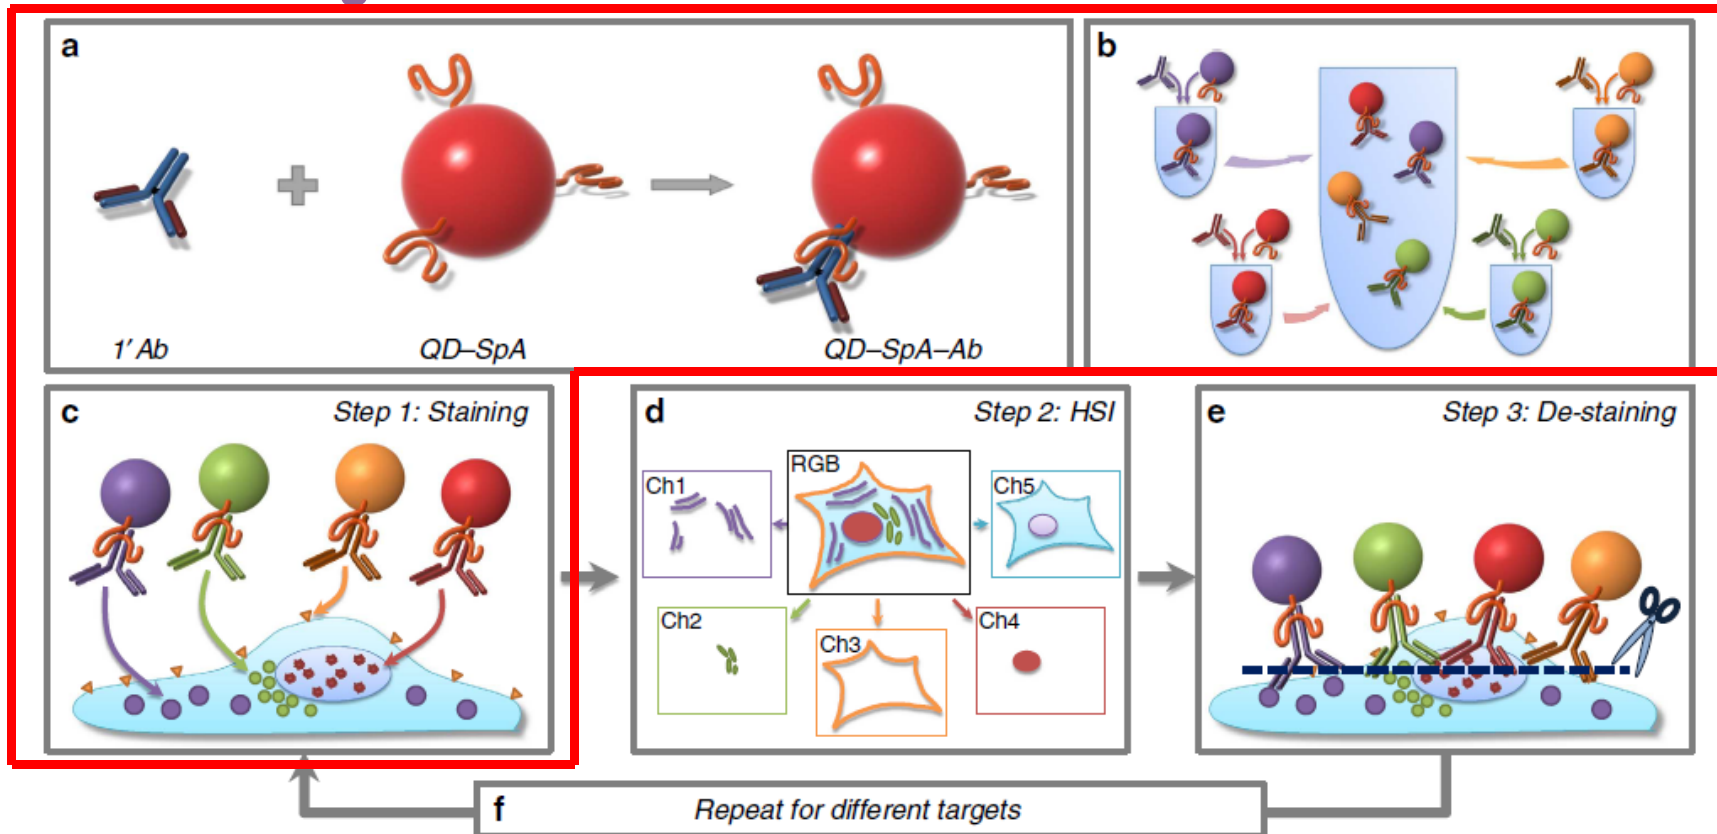 a
1' Ab
QD–SpA
QD–SpA–Ab
b
c
Step 1: Staining
d
Step 2: HSI
RGB
Ch1
Ch5
Ch2
Ch3
Ch4
e
Step 3: De-staining
f
Repeat for different targets